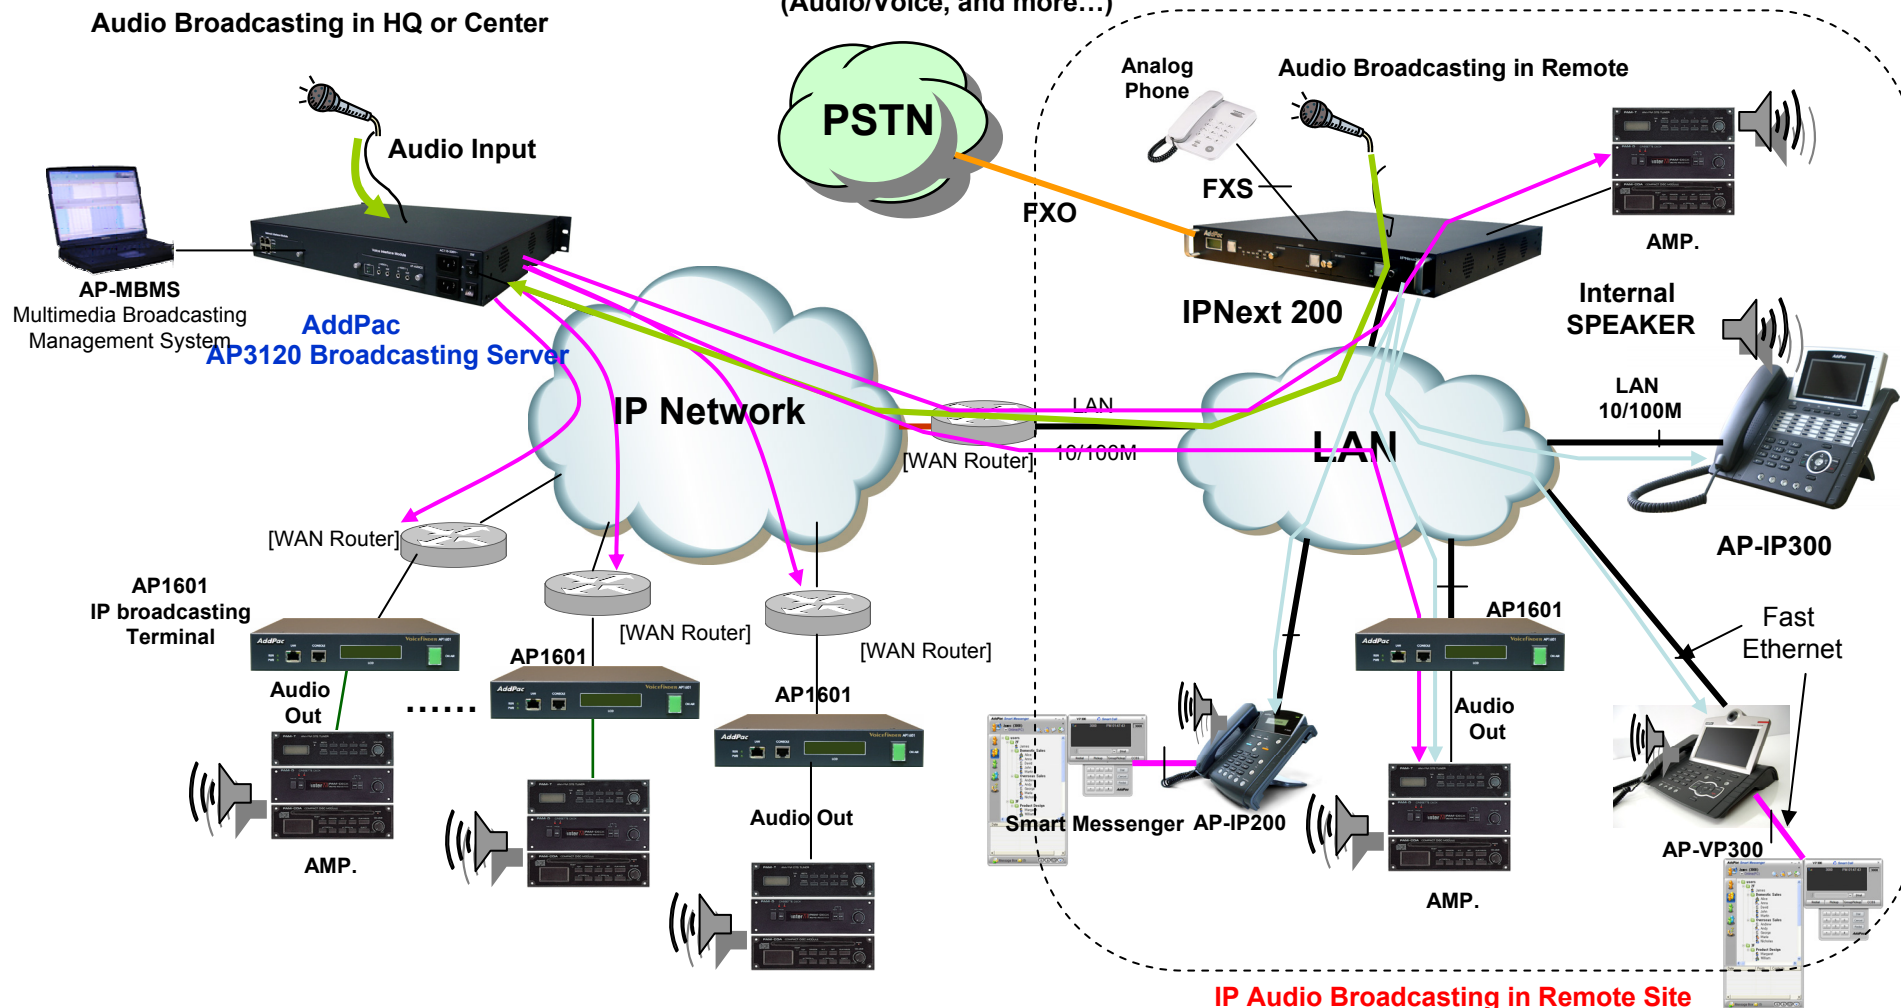 (Audio/Voice, and more…)
Audio Broadcasting in HQ or Center
Audio Input
AP-MBMS
Multimedia Broadcasting
Management System
AddPac
AP3120 Broadcasting Server
PSTN
FXO
Analog
Phone
FXS
Audio Broadcasting in Remote
AMP.
IPNext 200
Internal
SPEAKER
LAN
10/100M
AP-IP300
IP Network
[WAN Router]
LAN
10/100M
LAN
[WAN Router]
[WAN Router]
[WAN Router]
AP1601
IP broadcasting
Terminal
AddPac
AP1601
AddPac
AP1601
AddPac
Audio
Out
......
AMP.
Audio Out
AP1601
AddPac
Audio
Out
AMP.
Fast
Ethernet
Smart Messenger
AP-IP200
AP-VP300
IP Audio Broadcasting in Remote Site